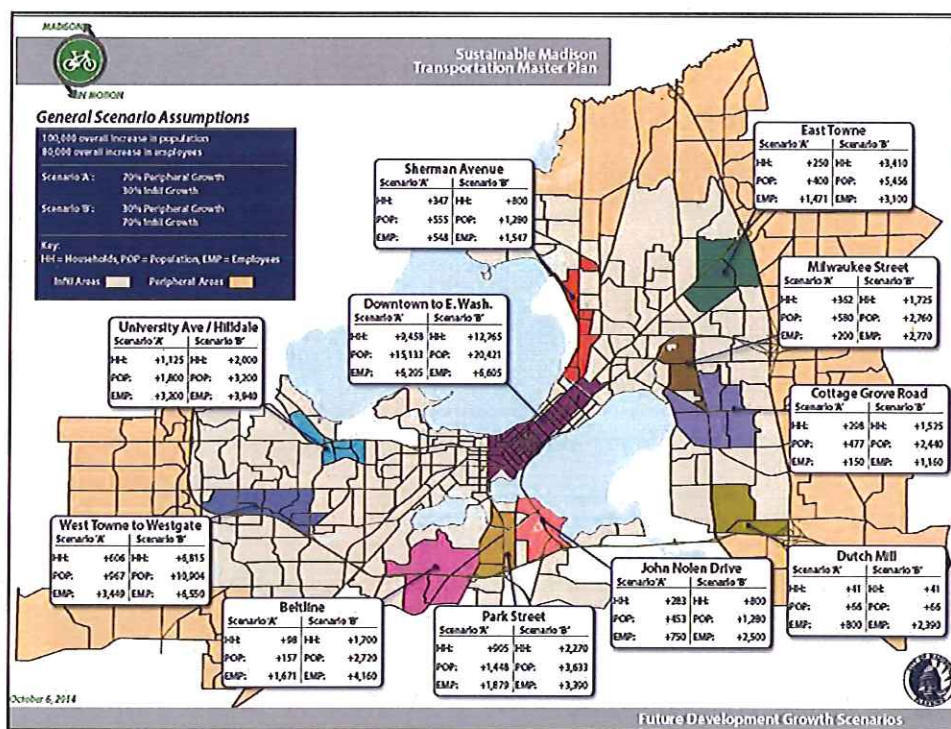 MADISON
IN MOTION
Sustainable Madison
Transportation Master Plan
General Scenario Assumptions
100,000 overall increase in population
80,000 overall increase in employees
Scenario 'A': 70% Peripheral Growth
30% Infill Growth
Scenario 'B': 30% Peripheral Growth
70% Infill Growth
Key:
HH = Households, POP = Population, EMP = Employees
Infill Areas Peripheral Areas
East Towne
Scenario 'A' Scenario 'B'
HH: +250 HH: +3,410
POP: +400 POP: +5,456
EMP: +1,471 EMP: +3,100
Sherman Avenue
Scenario 'A' Scenario 'B'
HH: +347 HH: +800
POP: +555 POP: +1,280
EMP: +548 EMP: +1,547
Milwaukee Street
Scenario 'A' Scenario 'B'
HH: +362 HH: +1,725
POP: +580 POP: +2,760
EMP: +200 EMP: +2,770
Downtown to E. Wash.
Scenario 'A' Scenario 'B'
HH: +9,458 HH: +12,765
POP: +15,133 POP: +20,421
EMP: +6,205 EMP: +6,605
University Ave / Hilldale
Scenario 'A' Scenario 'B'
HH: +1,125 HH: +2,000
POP: +1,800 POP: +3,200
EMP: +3,200 EMP: +3,940
Cottage Grove Road
Scenario 'A' Scenario 'B'
HH: +298 HH: +1,525
POP: +477 POP: +2,440
EMP: +150 EMP: +1,160
West Towne to Westgate
Scenario 'A' Scenario 'B'
HH: +606 HH: +6,815
POP: +967 POP: +10,904
EMP: +3,449 EMP: +6,550
Dutch Mill
Scenario 'A' Scenario 'B'
HH: +41 HH: +41
POP: +66 POP: +66
EMP: +800 EMP: +2,390
John Nolen Drive
Scenario 'A' Scenario 'B'
HH: +283 HH: +800
POP: +453 POP: +1,280
EMP: +750 EMP: +2,500
Beltline
Scenario 'A' Scenario 'B'
HH: +98 HH: +1,700
POP: +157 POP: +2,720
EMP: +1,671 EMP: +4,160
Park Street
Scenario 'A' Scenario 'B'
HH: +905 HH: +2,270
POP: +1,448 POP: +3,633
EMP: +1,879 EMP: +3,390
October 6, 2014
Future Development Growth Scenarios